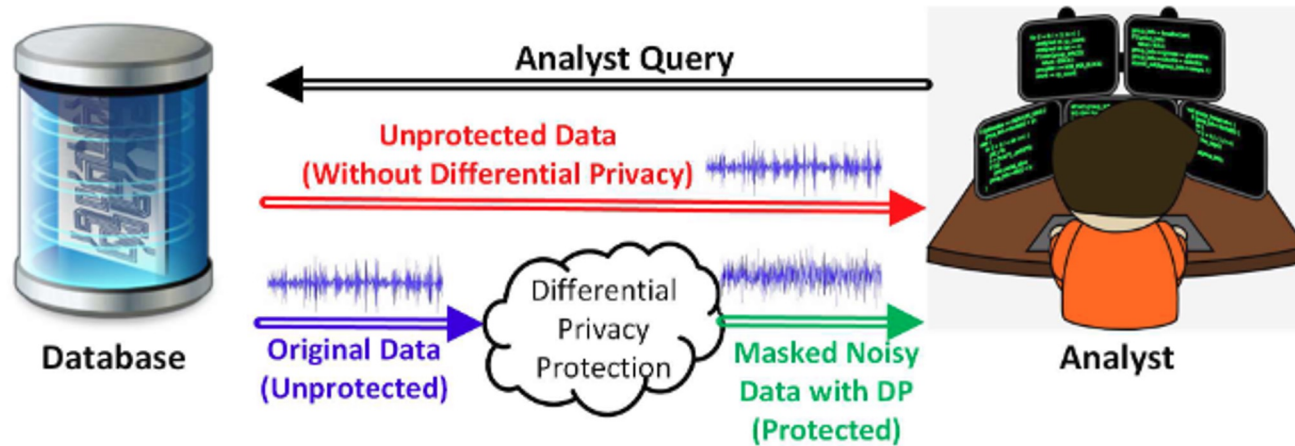 Analyst Query
Unprotected Data
(Without Differential Privacy)
Differential
Privacy
Protection
Original Data
(Unprotected)
Masked Noisy
Data with DP
(Protected)
Database
Analyst